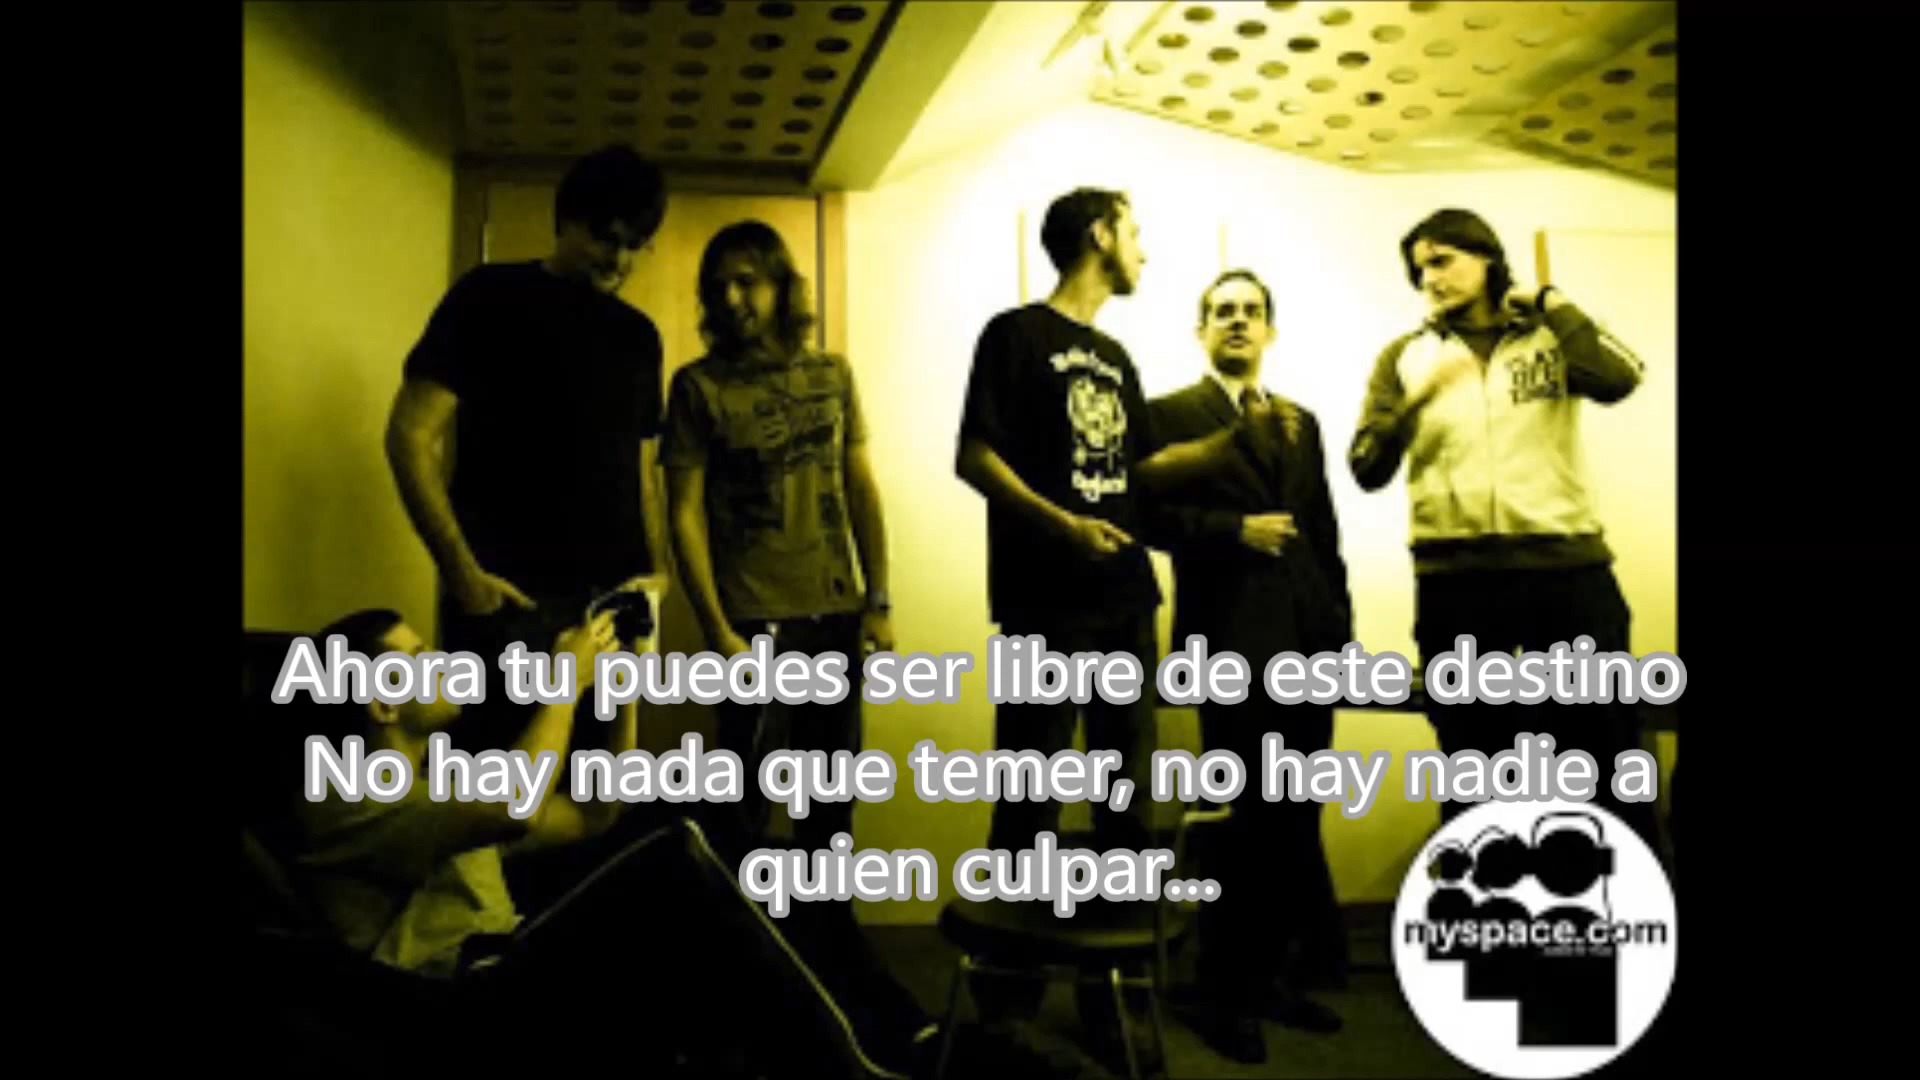 Ahora tu puedes ser libre de este destino
No hay nada que temer, no hay nadie a
quien culpar...
myspace.com
England